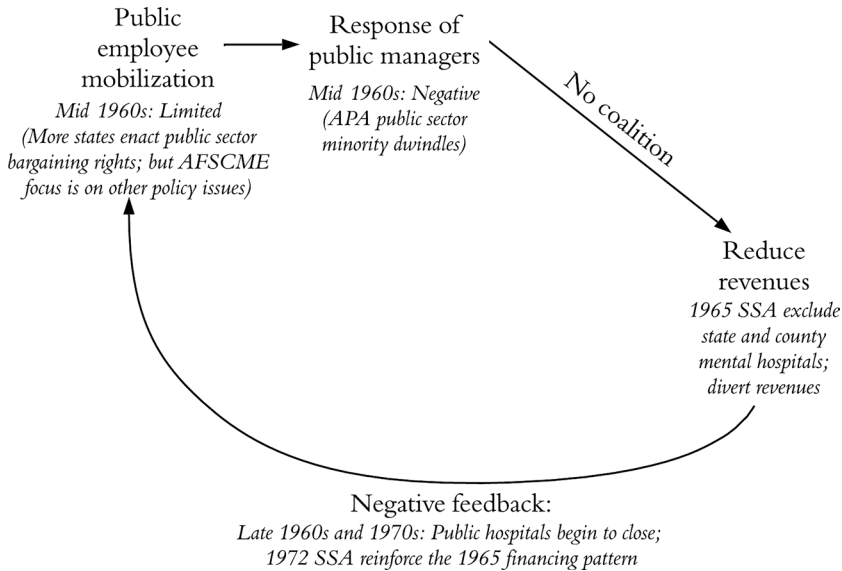 Public
employee
mobilization
Mid 1960s: Limited
(More states enact public sector
bargaining rights; but AFSCME
focus is on other policy issues)
Response of
public managers
Mid 1960s: Negative
(APA public sector
minority dwindles)
No coalition
Reduce
revenues
1965 SSA exclude
state and county
mental hospitals;
divert revenues
Negative feedback:
Late 1960s and 1970s: Public hospitals begin to close;
1972 SSA reinforce the 1965 financing pattern